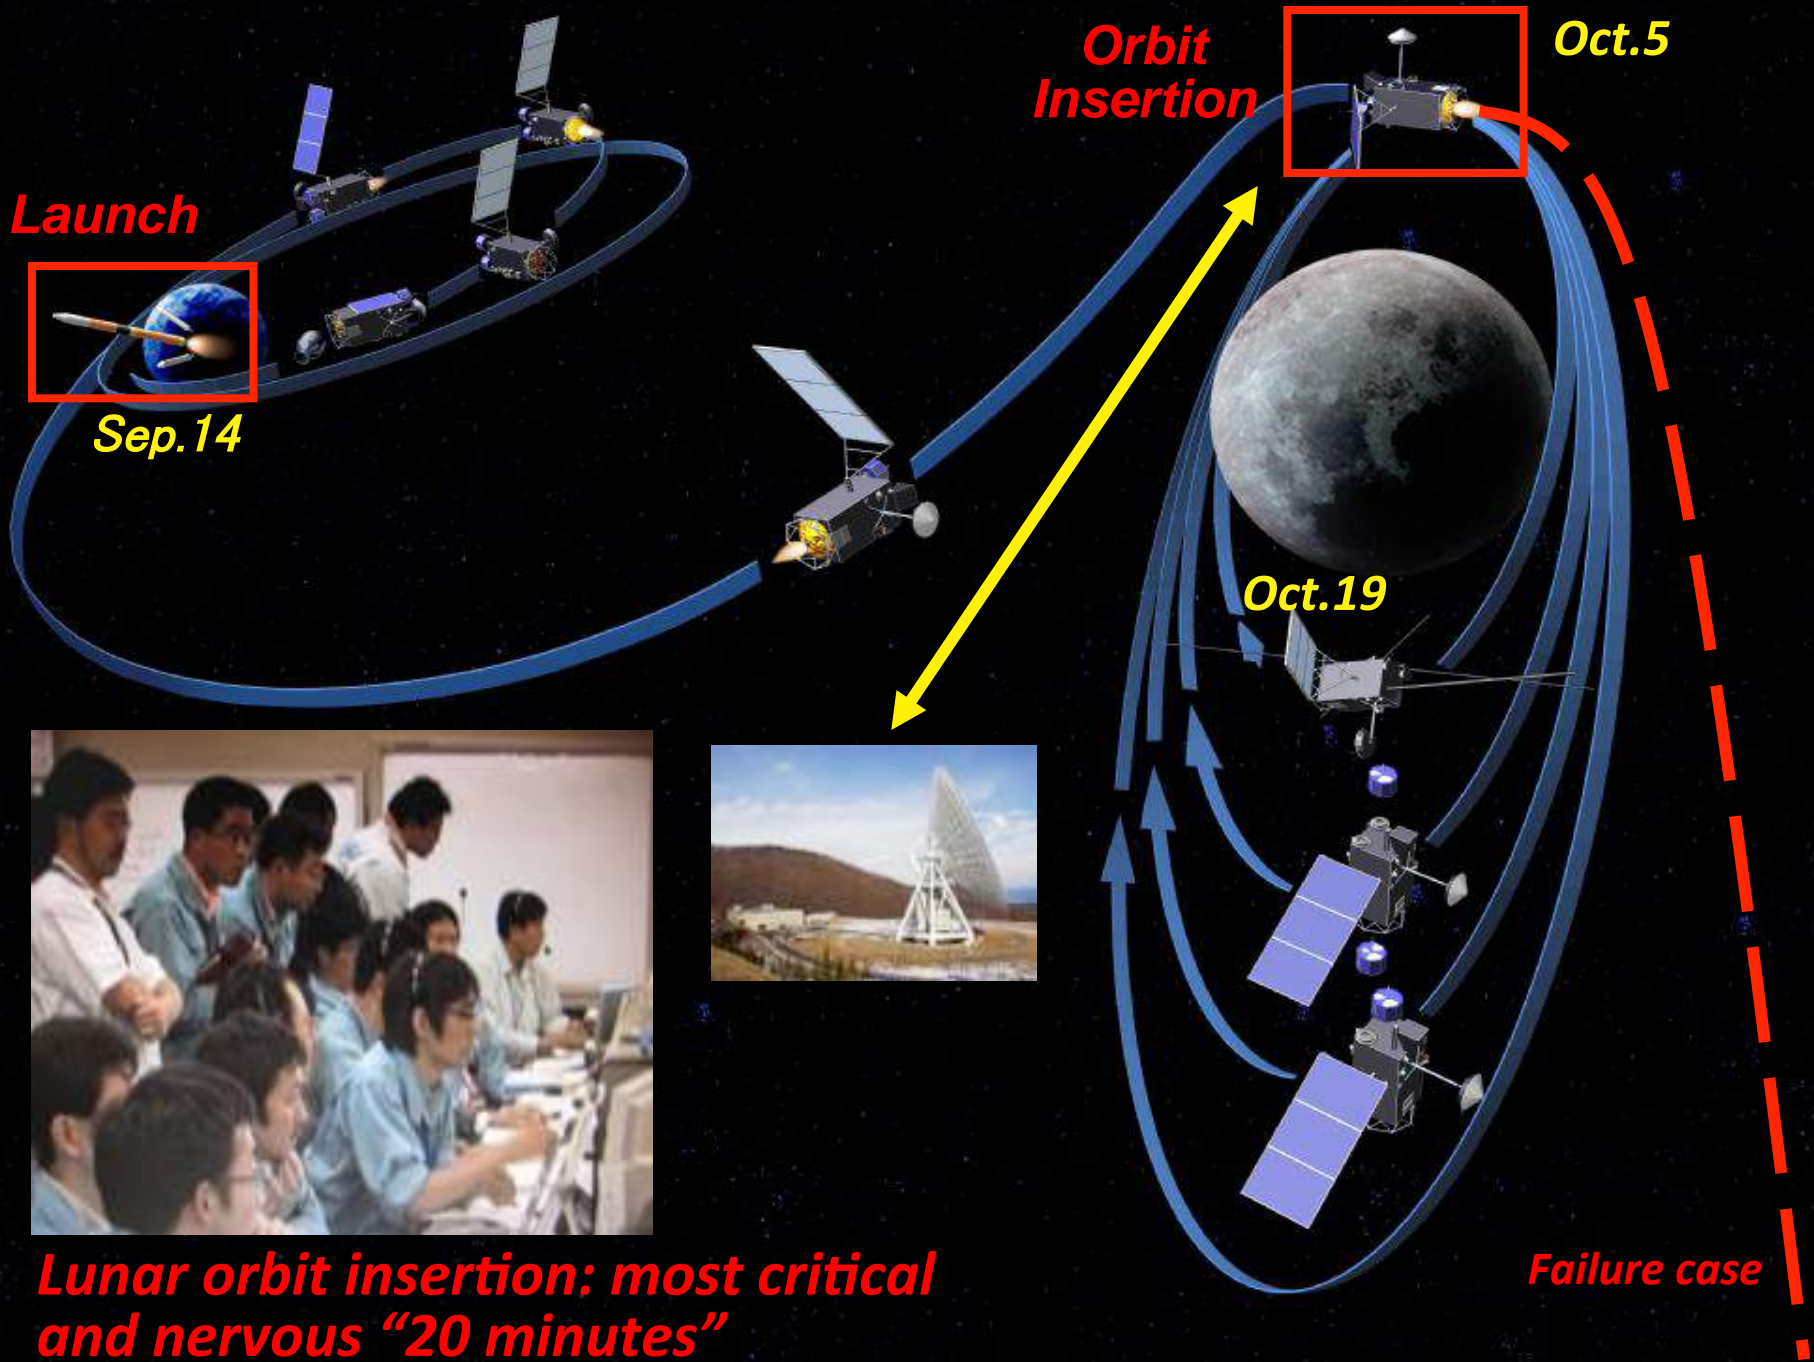 Orbit
Insertion
Oct.5
Launch
Sep.14
Oct.19
Failure case
Lunar orbit insertion: most critical
and nervous “20 minutes”